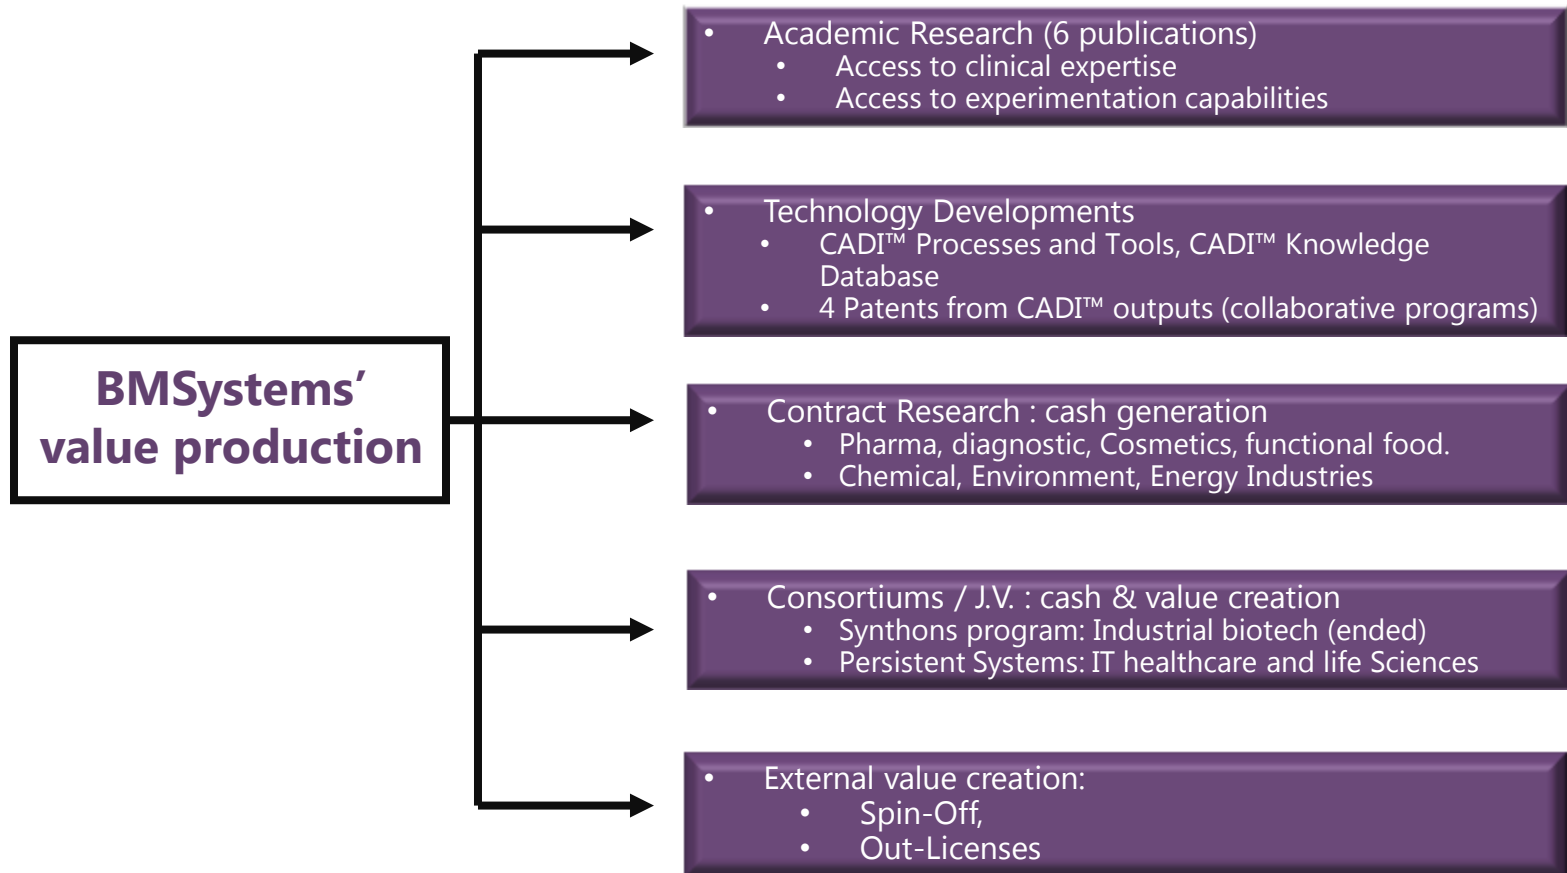 BMSystems’
value production
• Academic Research (6 publications)
• Access to clinical expertise
• Access to experimentation capabilities
• Technology Developments
• CADI™ Processes and Tools, CADI™ Knowledge
Database
• 4 Patents from CADI™ outputs (collaborative programs)
• Contract Research : cash generation
• Pharma, diagnostic, Cosmetics, functional food.
• Chemical, Environment, Energy Industries
• Consortiums / J.V. : cash & value creation
• Synthons program: Industrial biotech (ended)
• Persistent Systems: IT healthcare and life Sciences
• External value creation:
• Spin-Off,
• Out-Licenses